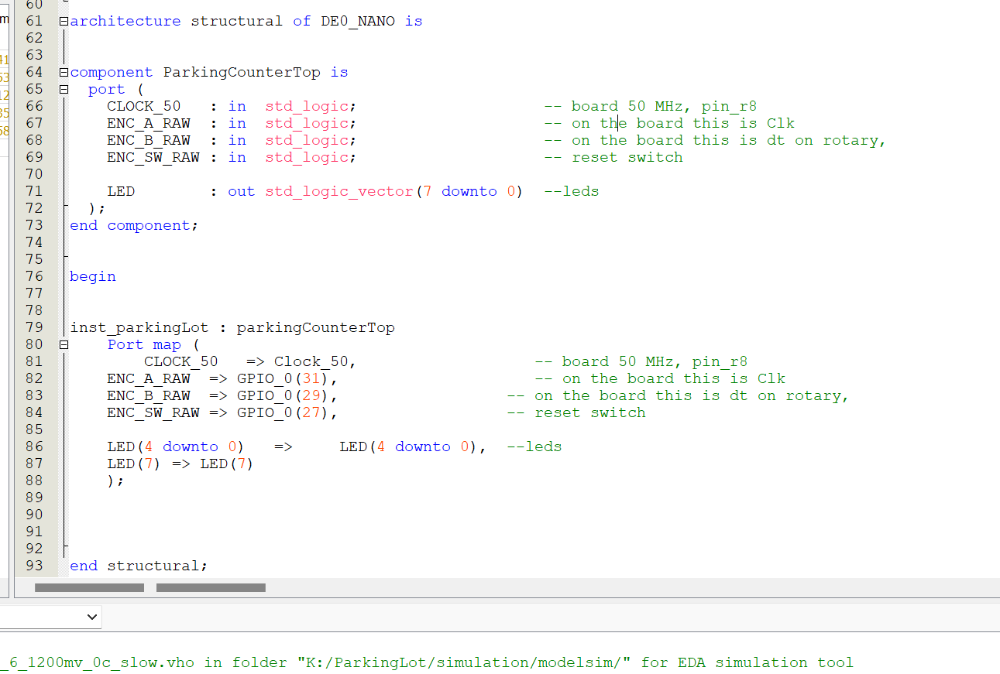 60
61 architecture structural of DE0_NANO is
62
63
64 component ParkingCounterTop is
65 port (
66 CLOCK_50 : in std_logic; -- board 50 MHz, pin_r8
67 ENC_A_RAW : in std_logic; -- on the board this is Clk
68 ENC_B_RAW : in std_logic; -- on the board this is dt on rotary,
69 ENC_SW_RAW : in std_logic; -- reset switch
70
71 LED : out std_logic_vector(7 downto 0) --leds
72 );
73 end component;
74
75
76 begin
77
78
79 inst_parkingLot : parkingCounterTop
80 Port map (
81 CLOCK_50 => Clock_50, -- board 50 MHz, pin_r8
82 ENC_A_RAW => GPIO_0(31), -- on the board this is Clk
83 ENC_B_RAW => GPIO_0(29), -- on the board this is dt on rotary,
84 ENC_SW_RAW => GPIO_0(27), -- reset switch
85
86 LED(4 downto 0) => LED(4 downto 0), --leds
87 LED(7) => LED(7)
88 );
89
90
91
92
93 end structural;
_6_1200mv_0c_slow.vho in folder "K:/ParkingLot/simulation/modelsim/" for EDA simulation tool